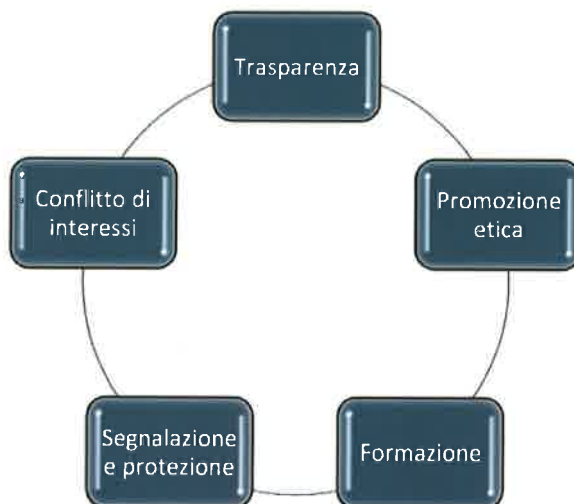 Trasparenza
Promozione
etica
Formazione
Segnalazione
e protezione
Conflitto di
interessi